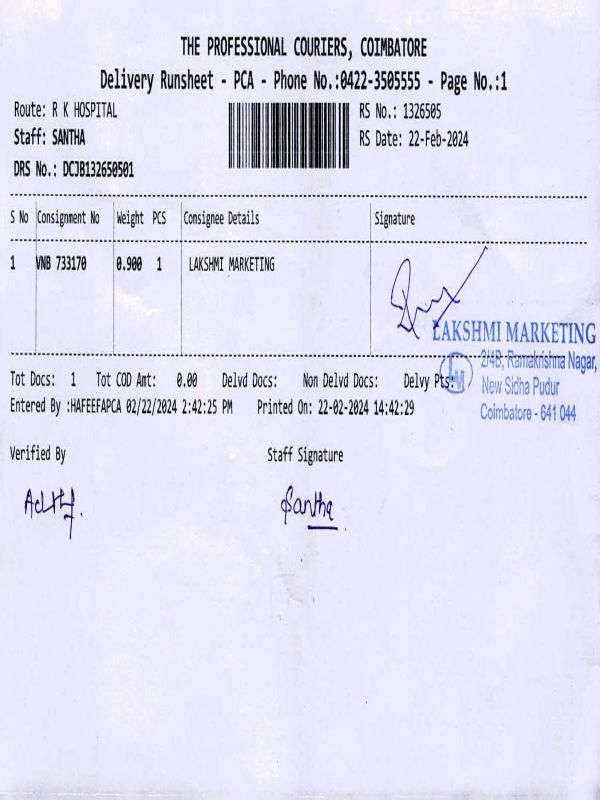 THE PROFESSIONAL COURIERS, COIMBATORE
Delivery Runsheet - PCA - Phone No.:0422-3505555 - Page No.:1
Route: R K HOSPITAL
RS No.: 1326505
Staff: SANTHA
RS Date: 22-Feb-2024
DRS No.: DCJB132650501
S No Consignment No Weight PCS Consignee Details Signature
1 VNB 733170 0.900 1 LAKSHMI MARKETING
LAKSHMI MARKETING
2/4B, Ramakrishna Nagar,
New Sidha Pudur
Coimbatore - 641 044
Tot Docs: 1 Tot COD Amt: 0.00 Delvd Docs: Non Delvd Docs: Delvy Pts:
Entered By :HAFEEFAPCA 02/22/2024 2:42:25 PM Printed On: 22-02-2024 14:42:29
Verified By Staff Signature
Santha